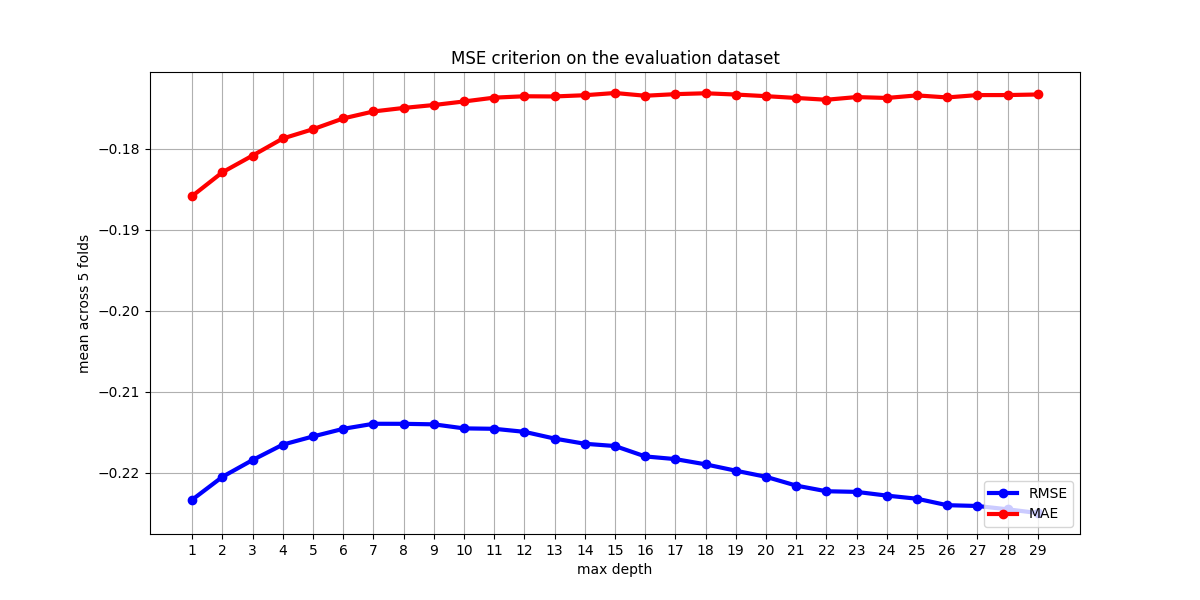 MSE criterion on the evaluation dataset
mean across 5 folds
−0.18
−0.19
−0.20
−0.21
−0.22
RMSE
MAE
1 2 3 4 5 6 7 8 9 10 11 12 13 14 15 16 17 18 19 20 21 22 23 24 25 26 27 28 29
max depth